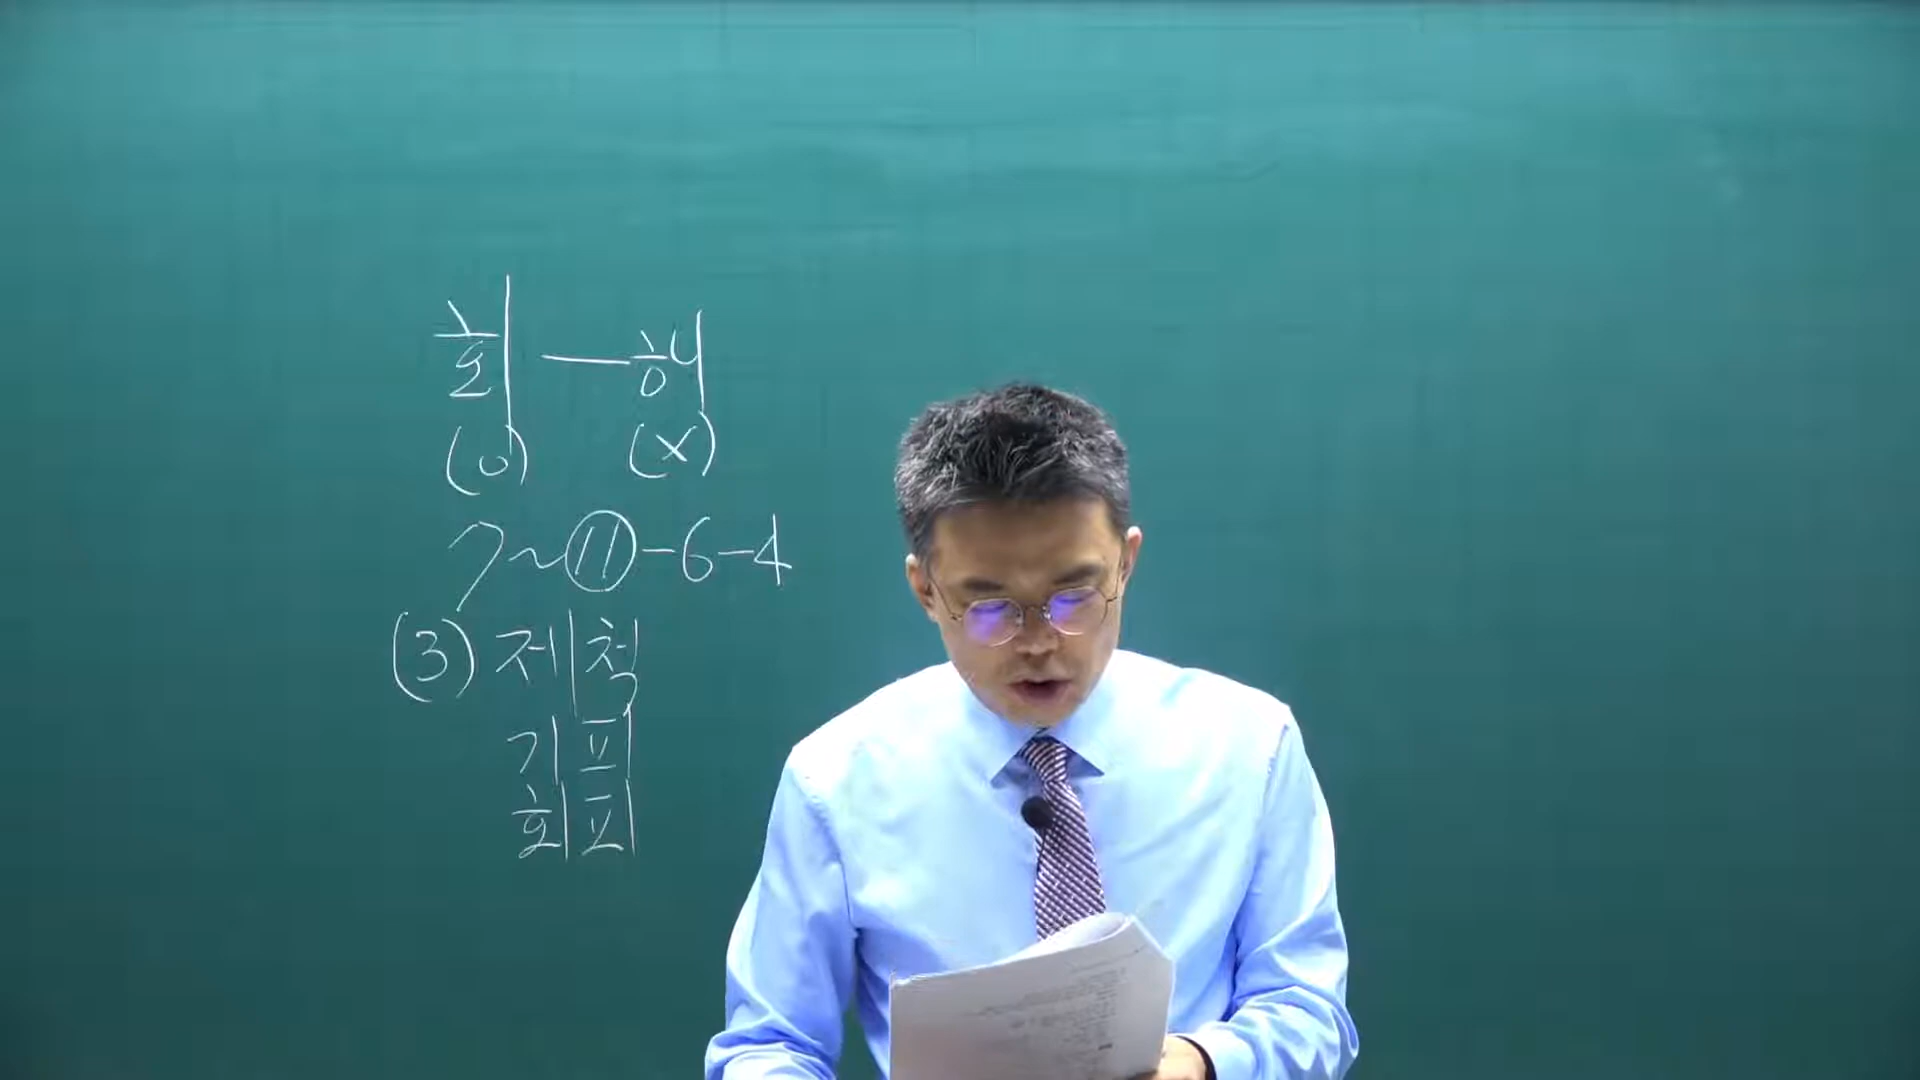 회 — 해
(O) (X)
7~⑪-6-4
(3) 제척
기피
회피